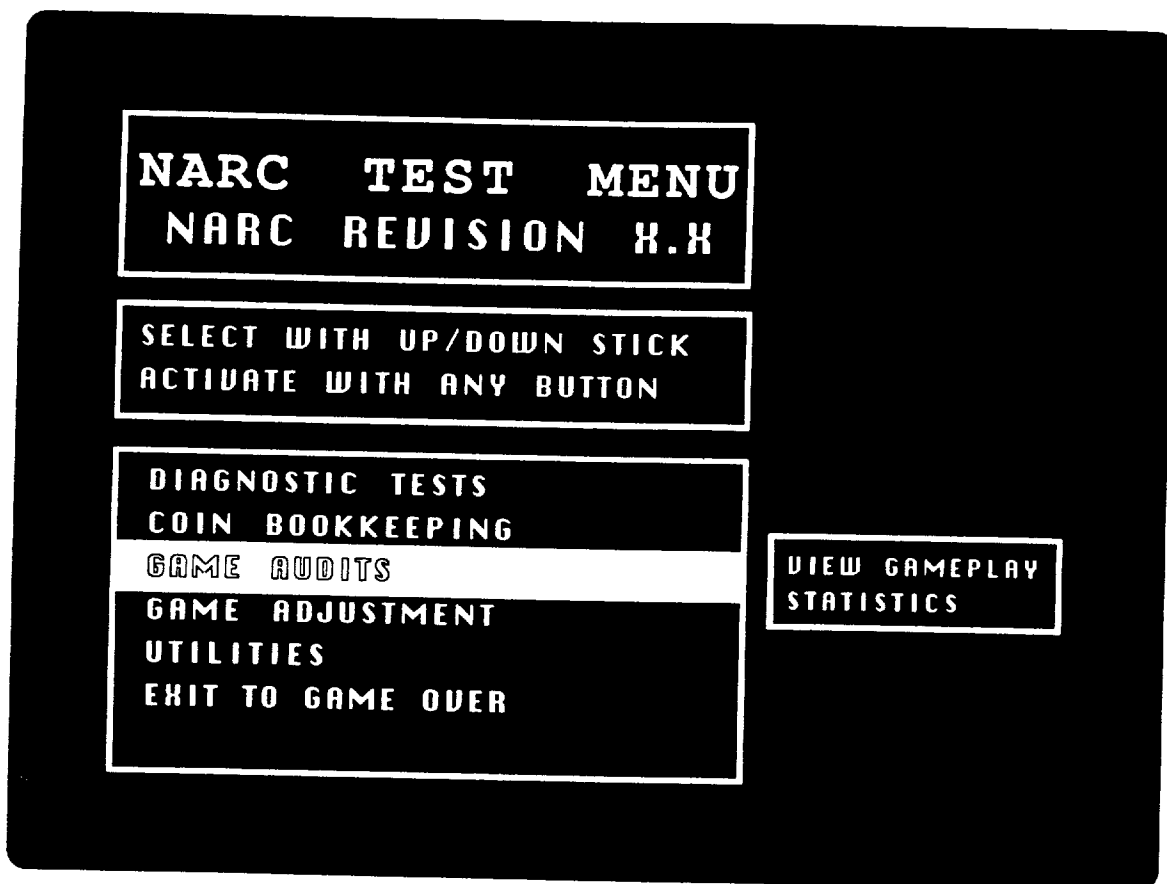 NARC TEST MENU
NARC REVISION X.X
SELECT WITH UP/DOWN STICK
ACTIVATE WITH ANY BUTTON
DIAGNOSTIC TESTS
COIN BOOKKEEPING
GAME AUDITS
GAME ADJUSTMENT
UTILITIES
EXIT TO GAME OVER
VIEW GAMEPLAY
STATISTICS